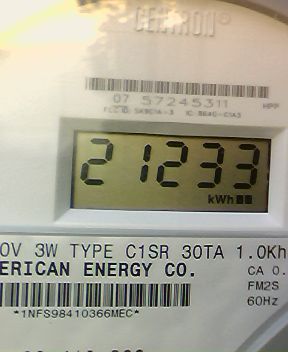 CENTRON®
07 57245311 HPP
21233
kWh
0V 3W TYPE C1SR 30TA 1.0Kh
ERICAN ENERGY CO. CA 0.
FM2S
*1NFS98410366MEC* 60Hz